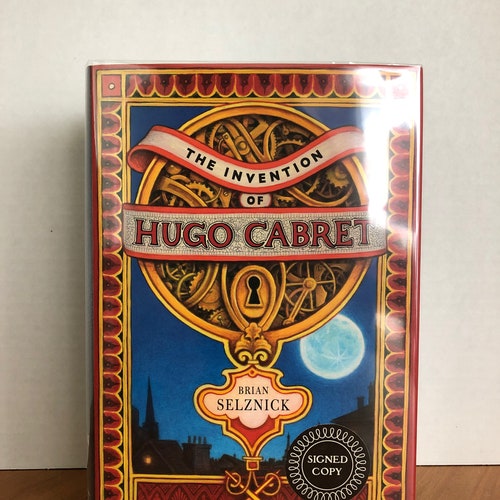 THE INVENTION
OF
HUGO CABRET
BRIAN
SELZNICK
SIGNED
COPY